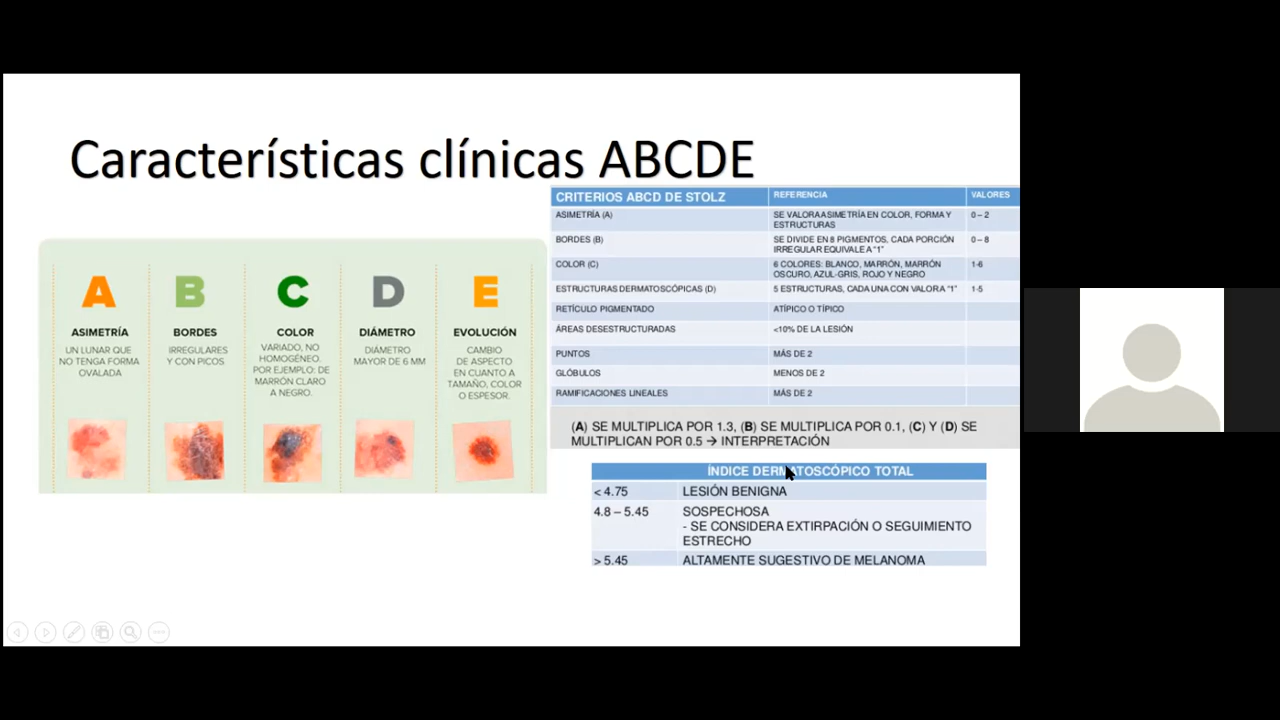 Características clínicas ABCDE
A
ASIMETRÍA
UN LUNAR QUE
NO TENGA FORMA
OVALADA
B
BORDES
IRREGULARES
Y CON PICOS
C
COLOR
VARIADO, NO
HOMOGÉNEO.
POR EJEMPLO: DE
MARRÓN CLARO
A NEGRO.
D
DIÁMETRO
DIÁMETRO
MAYOR DE 6 MM
E
EVOLUCIÓN
CAMBIO
DE ASPECTO
EN CUANTO A
TAMAÑO, COLOR
O ESPESOR.
CRITERIOS ABCD DE STOLZ REFERENCIA VALORES
ASIMETRÍA (A) SE VALORA ASIMETRÍA EN COLOR, FORMA Y 0 – 2
ESTRUCTURAS
BORDES (B) SE DIVIDE EN 8 PIGMENTOS, CADA PORCIÓN 0 – 8
IRREGULAR EQUIVALE A “1”
COLOR (C) 6 COLORES: BLANCO, MARRÓN, MARRÓN 1-6
OSCURO, AZUL-GRIS, ROJO Y NEGRO
ESTRUCTURAS DERMATOSCÓPICAS (D) 5 ESTRUCTURAS, CADA UNA CON VALOR A “1” 1-5
RETÍCULO PIGMENTADO ATÍPICO O TÍPICO
ÁREAS DESESTRUCTURADAS <10% DE LA LESIÓN
PUNTOS MÁS DE 2
GLÓBULOS MENOS DE 2
RAMIFICACIONES LINEALES MÁS DE 2
(A) SE MULTIPLICA POR 1.3, (B) SE MULTIPLICA POR 0.1, (C) Y (D) SE
MULTIPLICAN POR 0.5 → INTERPRETACIÓN
ÍNDICE DERMATOSCÓPICO TOTAL
< 4.75 LESIÓN BENIGNA
4.8 – 5.45 SOSPECHOSA
- SE CONSIDERA EXTIRPACIÓN O SEGUIMIENTO
ESTRECHO
> 5.45 ALTAMENTE SUGESTIVO DE MELANOMA